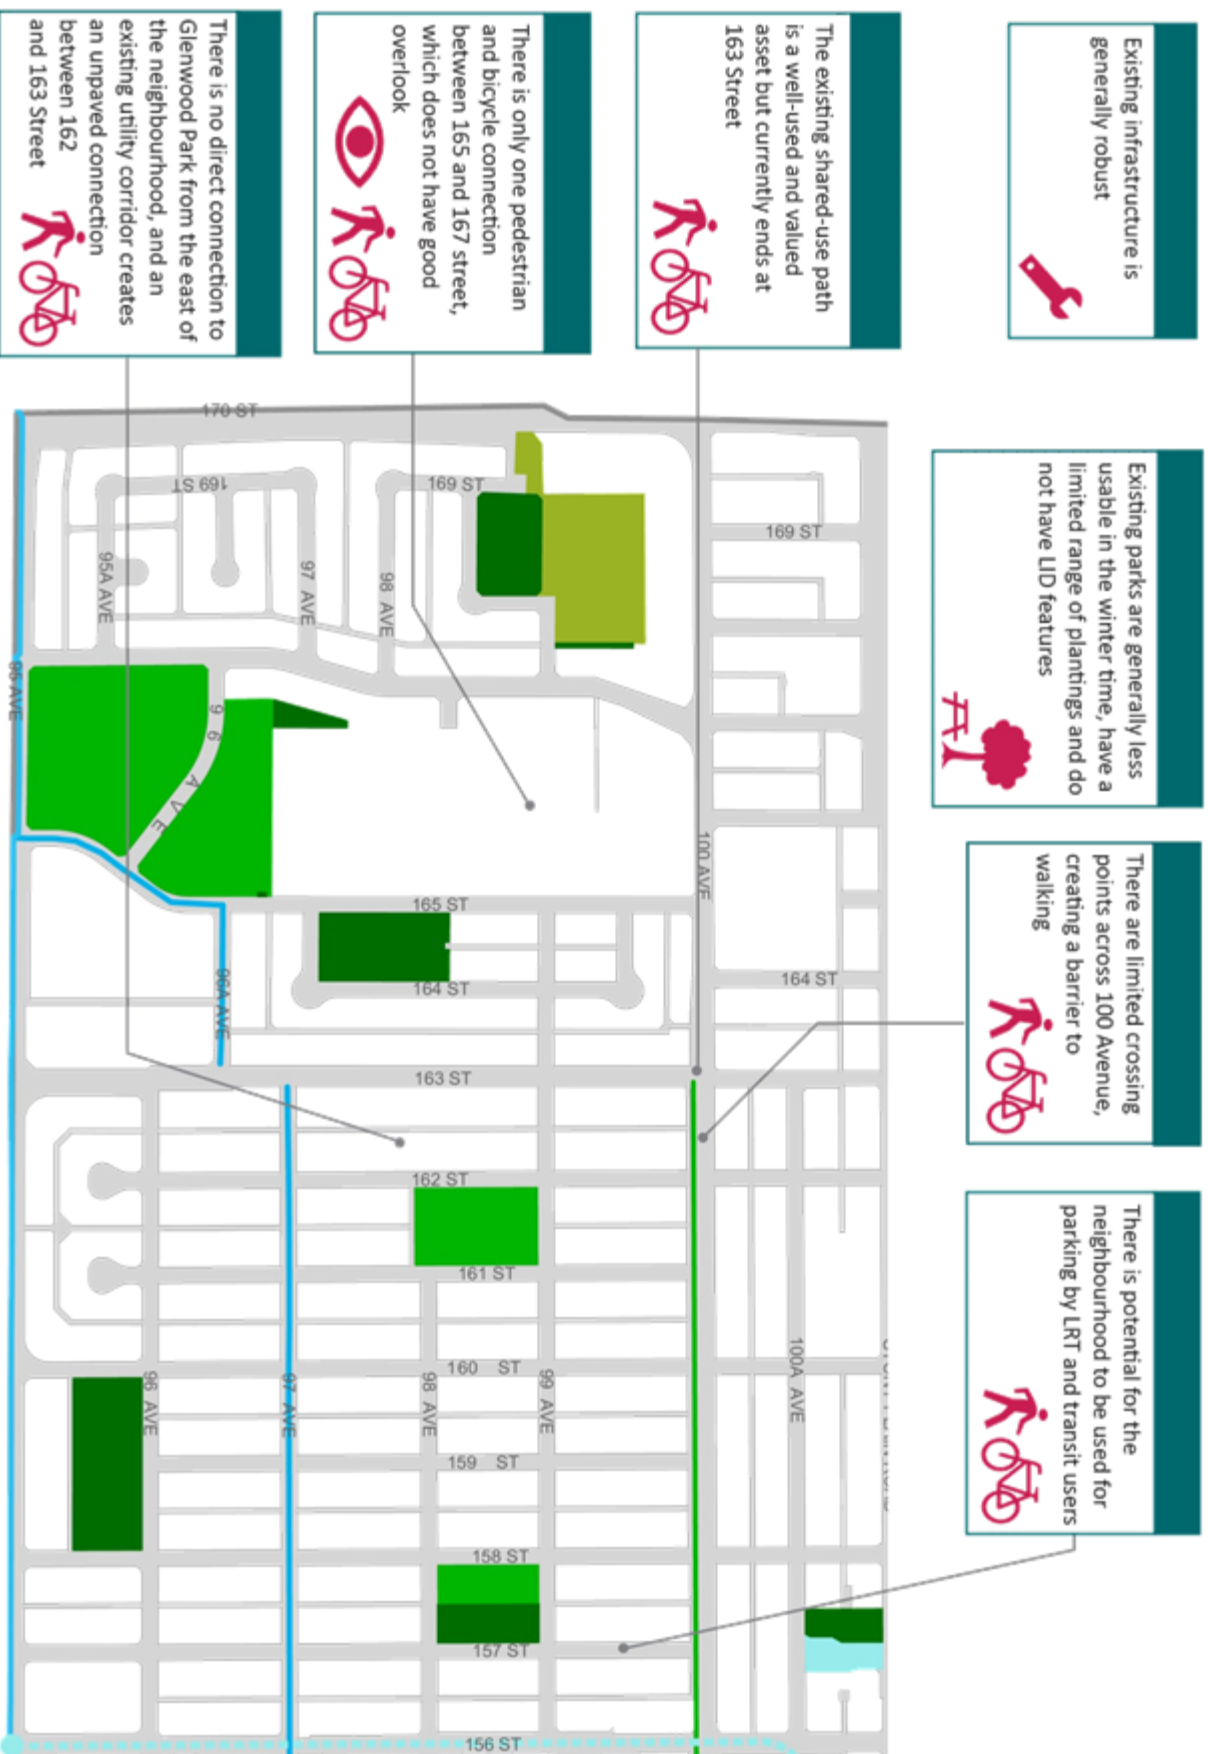 Existing infrastructure is
generally robust
Existing parks are generally less
usable in the winter time, have a
limited range of plantings and do
not have LID features
There are limited crossing
points across 100 Avenue,
creating a barrier to
walking
There is potential for the
neighbourhood to be used for
parking by LRT and transit users
The existing shared-use path
is a well-used and valued
asset but currently ends at
163 Street
There is only one pedestrian
and bicycle connection
between 165 and 167 street,
which does not have good
overlook
There is no direct connection to
Glenwood Park from the east of
the neighbourhood, and an
existing utility corridor creates
an unpaved connection
between 162
and 163 Street
170 ST
169 ST
169 ST
169 ST
95A AVE
97 AVE
98 AVE
95 AVE
96 AVE
100 AVE
165 ST
164 ST
164 ST
96A AVE
163 ST
162 ST
161 ST
160 ST
100A AVE
96 AVE
97 AVE
98 AVE
99 AVE
159 ST
158 ST
157 ST
156 ST